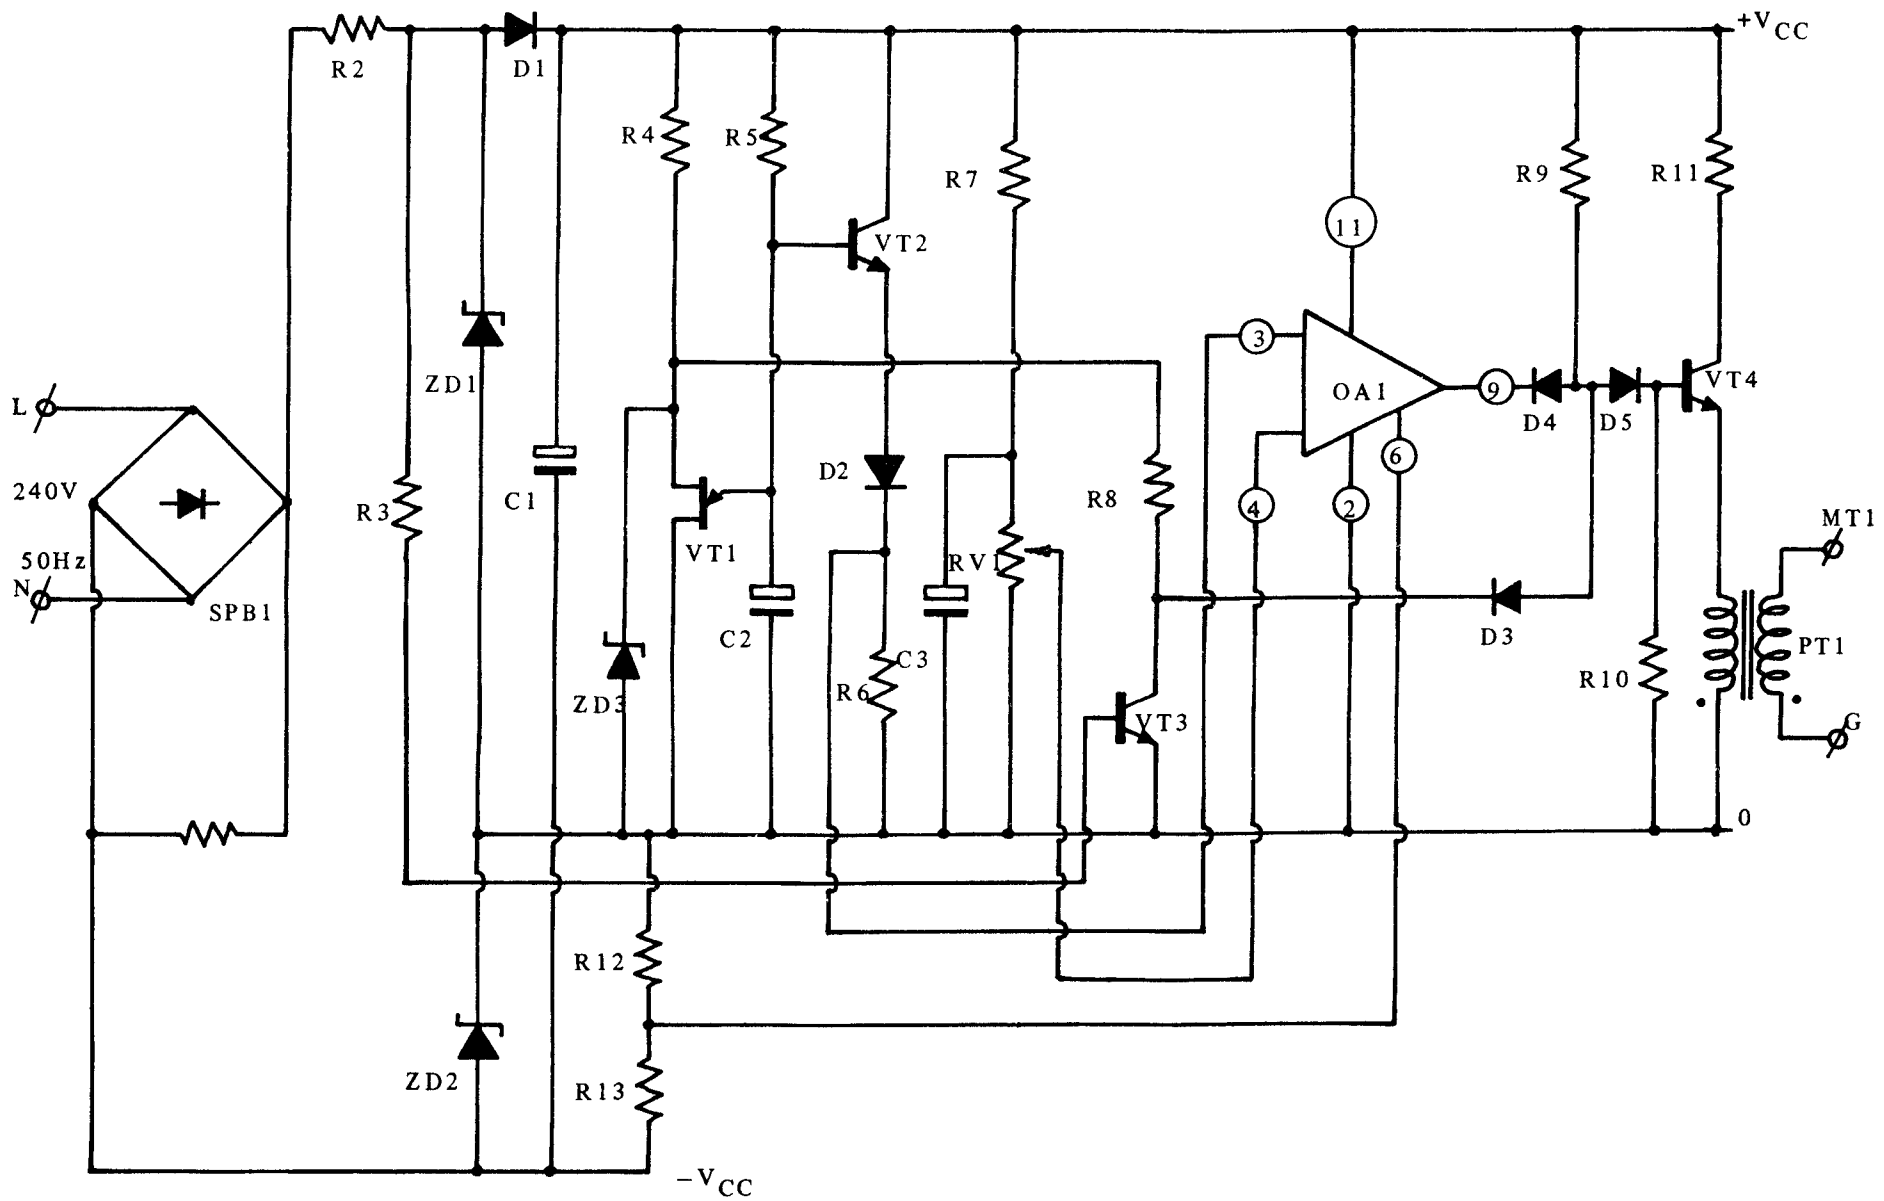 +VCC
R2
D1
R4
R5
R7
R9
R11
11
VT2
3
ZD1
OA1
9
D4
D5
VT4
L
240V
R3
C1
D2
R8
4
2
6
MT1
50Hz
N
SPB1
VT1
RV1
C2
C3
D3
PT1
ZD3
R6
VT3
R10
G
0
R12
ZD2
R13
−VCC